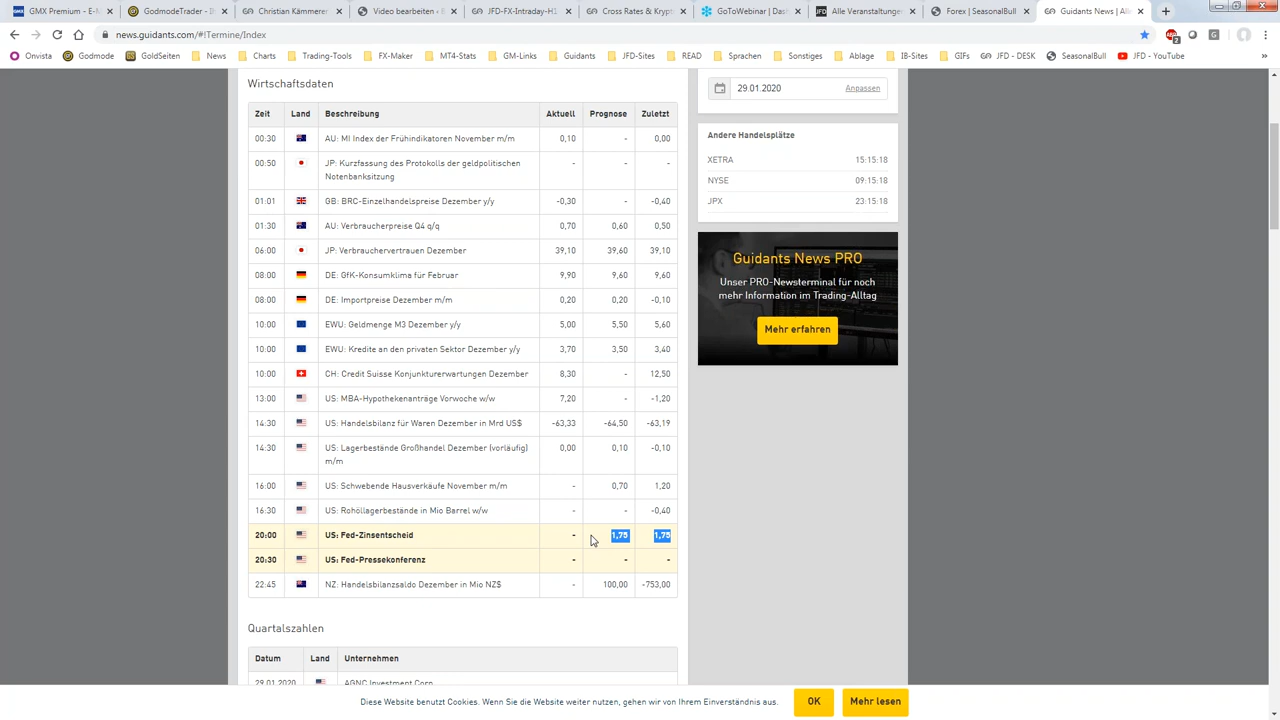 GMX Premium - E-M
GodmodeTrader - I
Christian Kämmerer
Video bearbeiten -
JFD-FX-Intraday-H1
Cross Rates & Krypt
GoToWebinar | Das
Alle Veranstaltunge
Forex | SeasonalBull
Guidants News | All
news.guidants.com/#!Termine/Index
Onvista
Godmode
GoldSeiten
News
Charts
Trading-Tools
FX-Maker
MT4-Stats
GM-Links
Guidants
JFD-Sites
READ
Sprachen
Sonstiges
Ablage
IB-Sites
GIFs
JFD - DESK
SeasonalBull
JFD - YouTube
Wirtschaftsdaten
Zeit Land Beschreibung Aktuell Prognose Zuletzt
00:30 AU: MI Index der Frühindikatoren November m/m 0,10 - 0,00
00:50 JP: Kurzfassung des Protokolls der geldpolitischen - - -
Notenbanksitzung
01:01 GB: BRC-Einzelhandelspreise Dezember y/y -0,30 - -0,40
01:30 AU: Verbraucherpreise Q4 q/q 0,70 0,60 0,50
06:00 JP: Verbrauchervertrauen Dezember 39,10 39,60 39,10
08:00 DE: GfK-Konsumklima für Februar 9,90 9,60 9,60
08:00 DE: Importpreise Dezember m/m 0,20 0,20 -0,10
10:00 EWU: Geldmenge M3 Dezember y/y 5,00 5,50 5,60
10:00 EWU: Kredite an den privaten Sektor Dezember y/y 3,70 3,50 3,40
10:00 CH: Credit Suisse Konjunkturerwartungen Dezember 8,30 - 12,50
13:00 US: MBA-Hypothekenanträge Vorwoche w/w 7,20 - -1,20
14:30 US: Handelsbilanz für Waren Dezember in Mrd US$ -63,33 -64,50 -63,19
14:30 US: Lagerbestände Großhandel Dezember (vorläufig) 0,00 0,10 -0,10
m/m
16:00 US: Schwebende Hausverkäufe November m/m - 0,70 1,20
16:30 US: Rohöllagerbestände in Mio Barrel w/w - - -0,40
20:00 US: Fed-Zinsentscheid - 1,75 1,75
20:30 US: Fed-Pressekonferenz - - -
22:45 NZ: Handelsbilanzsaldo Dezember in Mio NZ$ - 100,00 -753,00
Quartalszahlen
Datum Land Unternehmen
29.01.2020 AGNC Investment Corp.
29.01.2020 Anpassen
Andere Handelsplätze
XETRA 15:15:18
NYSE 09:15:18
JPX 23:15:18
Guidants News PRO
Unser PRO-Newsterminal für noch
mehr Information im Trading-Alltag
Mehr erfahren
Diese Website benutzt Cookies. Wenn Sie die Website weiter nutzen, gehen wir von Ihrem Einverständnis aus. OK Mehr lesen